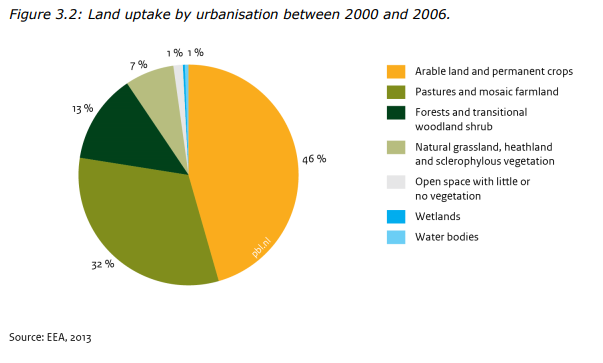 Figure 3.2: Land uptake by urbanisation between 2000 and 2006.
1 % 1 %
7 %
13 %
46 %
32 %
pbl.nl
Arable land and permanent crops
Pastures and mosaic farmland
Forests and transitional
woodland shrub
Natural grassland, heathland
and sclerophylous vegetation
Open space with little or
no vegetation
Wetlands
Water bodies
Source: EEA, 2013